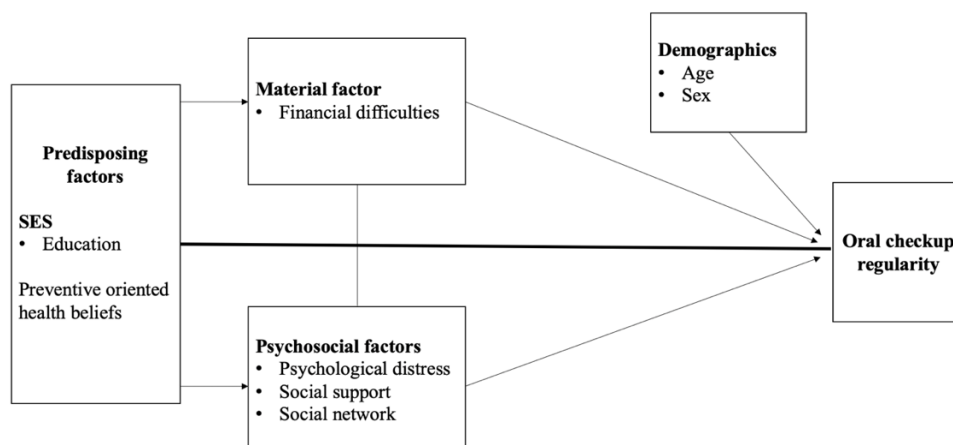 Predisposing
factors
SES
• Education
Preventive oriented
health beliefs
Material factor
• Financial difficulties
Psychosocial factors
• Psychological distress
• Social support
• Social network
Demographics
• Age
• Sex
Oral checkup
regularity